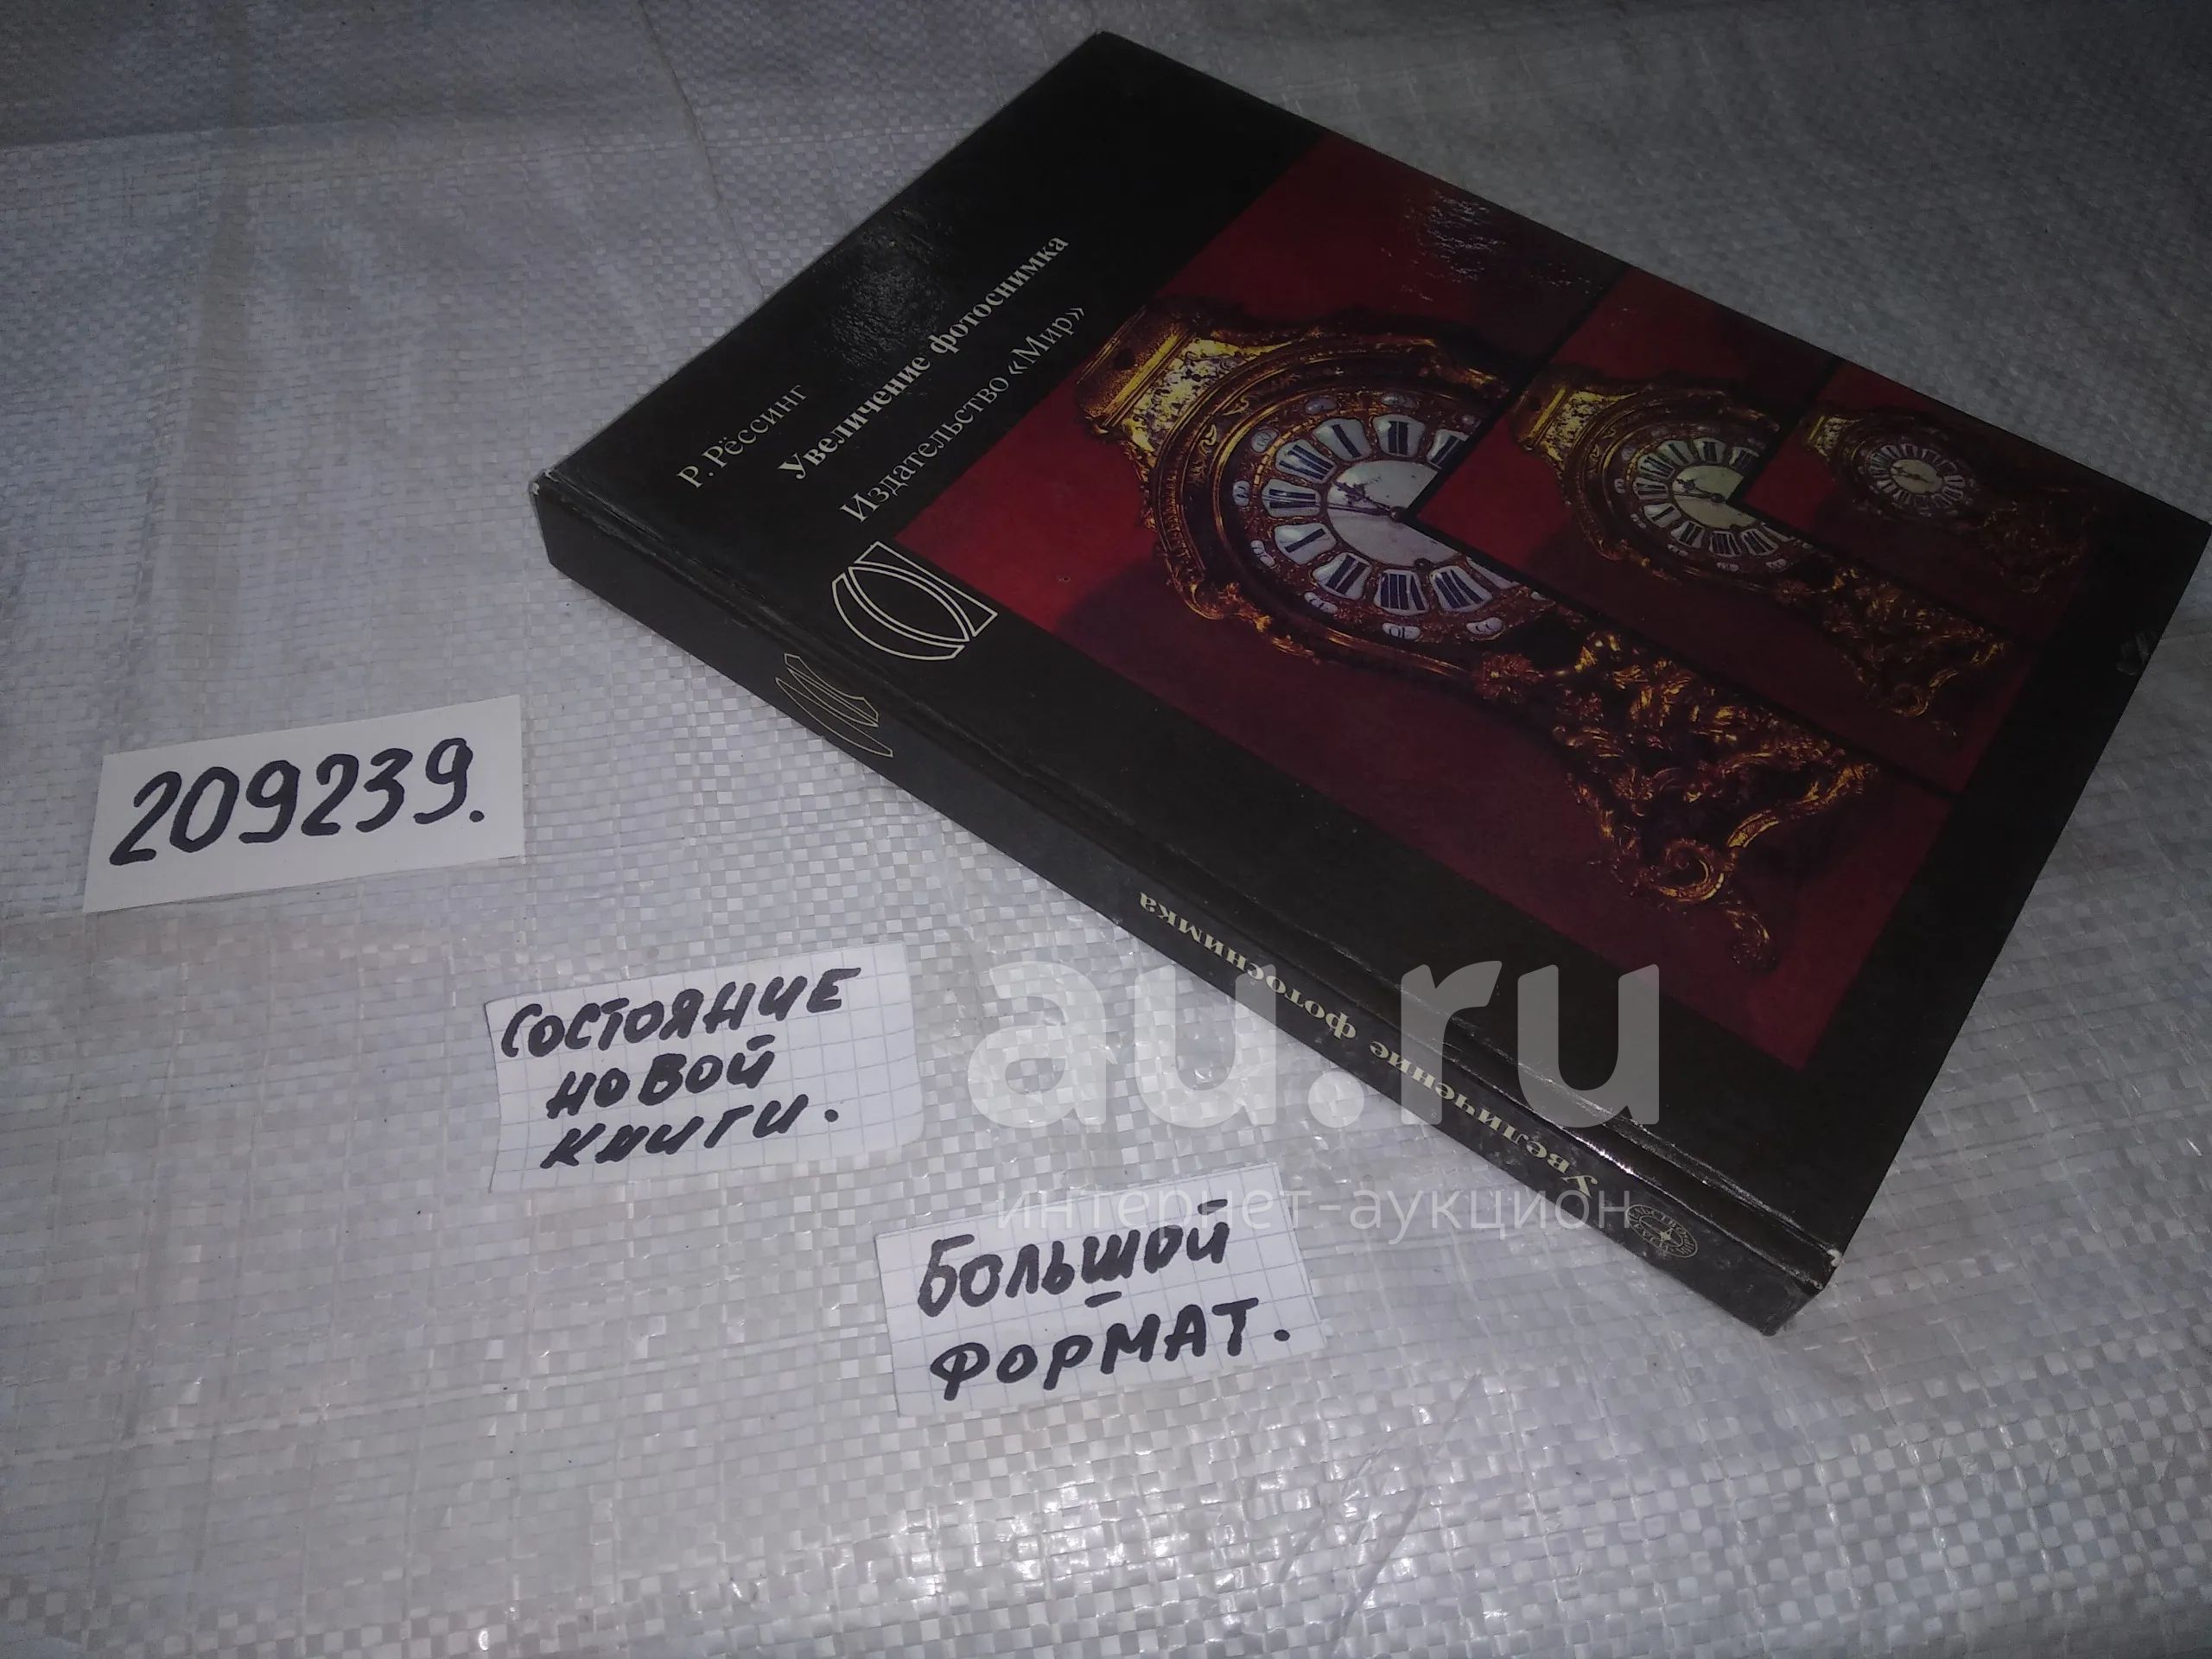 Р. Рёссинг
Увеличение фотоснимка
Издательство «Мир»
Увеличение фотоснимка
209239.
СОСТОЯНИЕ
НОВОЙ
КНИГИ.
БОЛЬШОЙ
ФОРМАТ.
au.ru
интернет-аукцион